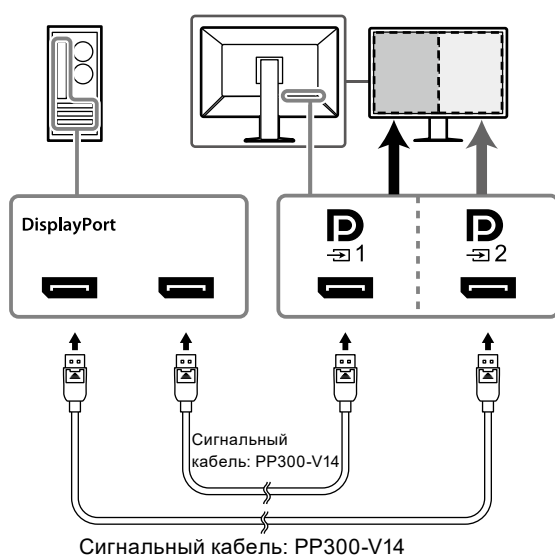 DisplayPort
1
2
Сигнальный
кабель: PP300-V14
Сигнальный кабель: PP300-V14